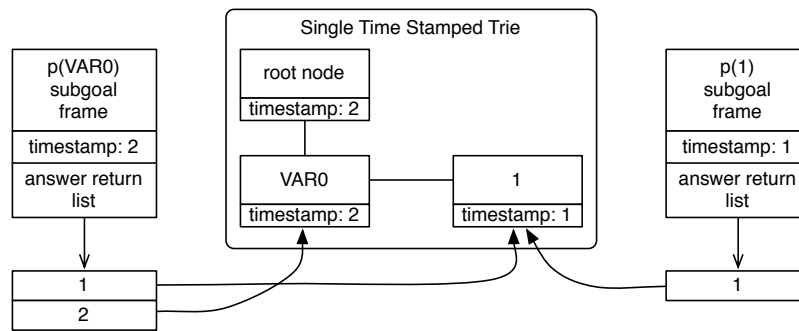 Single Time Stamped Trie
p(VAR0)
subgoal
frame
timestamp: 2
answer return
list
1
2
root node
timestamp: 2
VAR0
timestamp: 2
1
timestamp: 1
p(1)
subgoal
frame
timestamp: 1
answer return
list
1